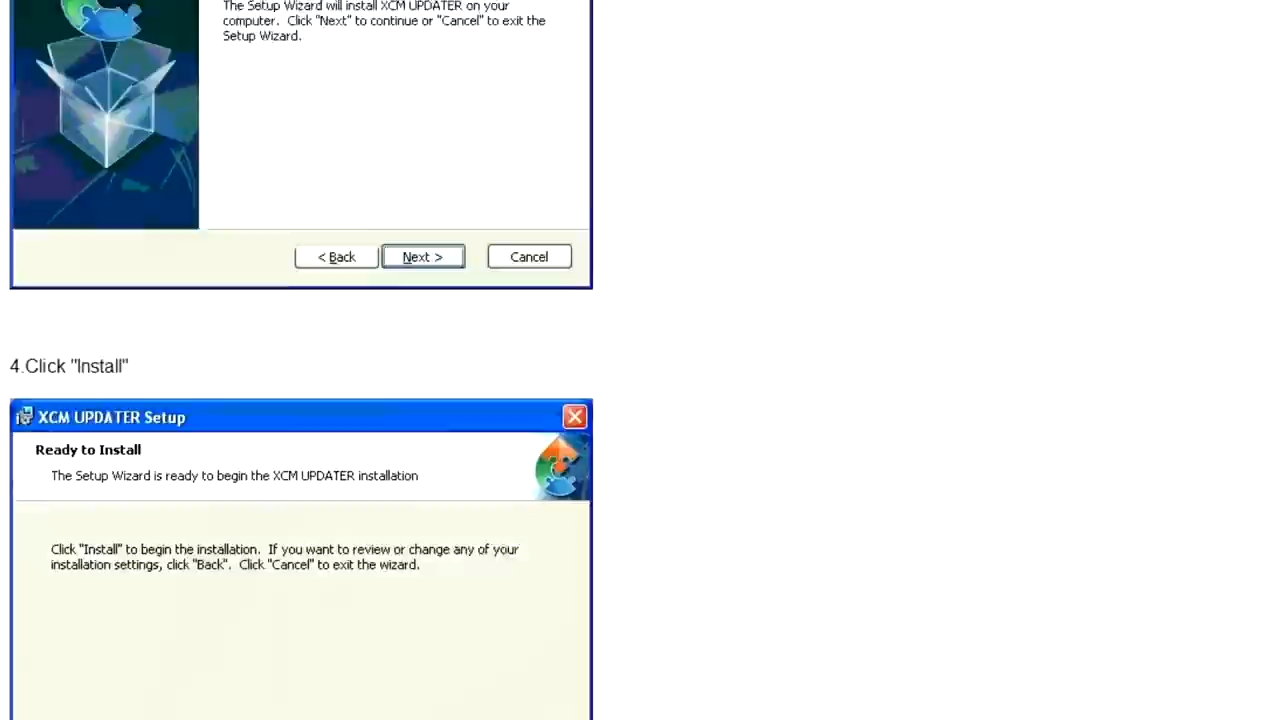 The Setup Wizard will install XCM UPDATER on your
computer. Click "Next" to continue or "Cancel" to exit the
Setup Wizard.
< Back
Next >
Cancel
4.Click "Install"
XCM UPDATER Setup
Ready to Install
The Setup Wizard is ready to begin the XCM UPDATER installation
Click "Install" to begin the installation. If you want to review or change any of your
installation settings, click "Back". Click "Cancel" to exit the wizard.